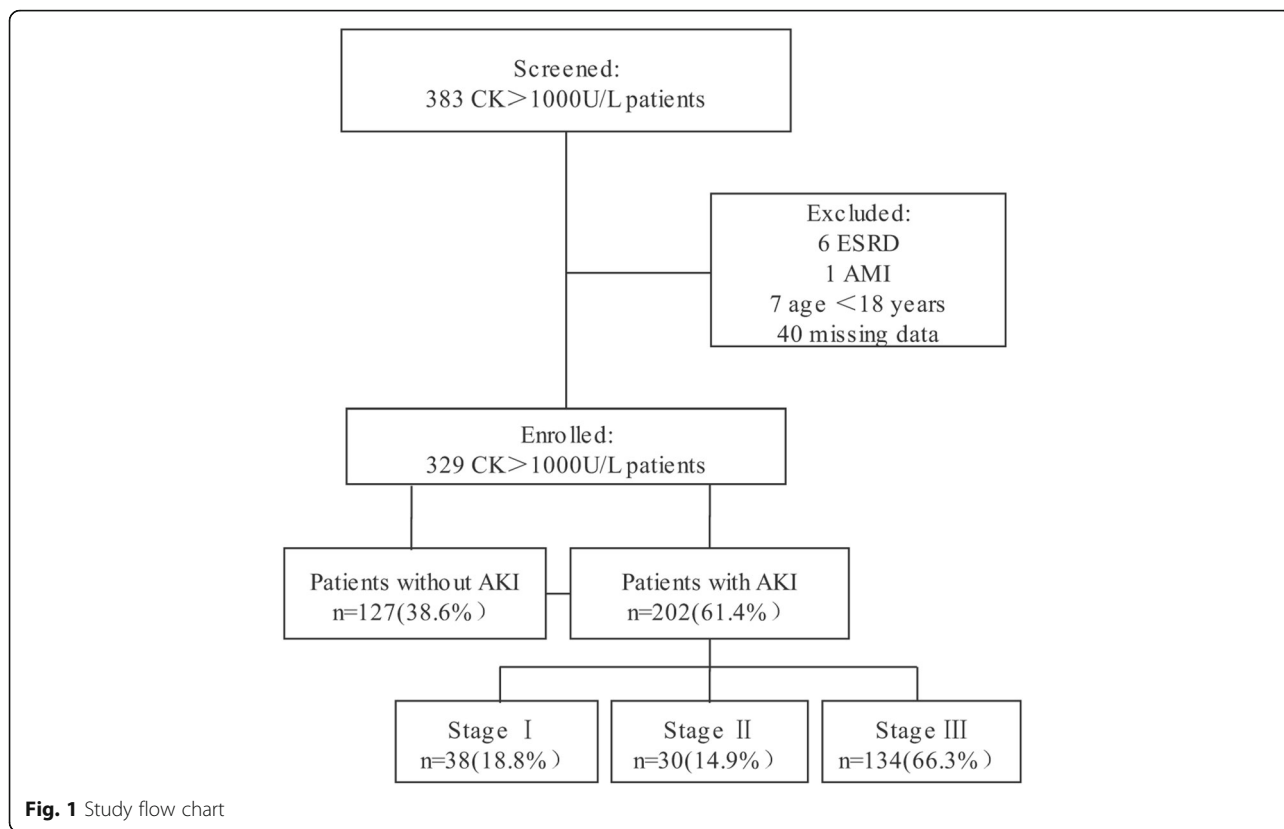 Screened:
383 CK＞1000U/L patients
Excluded:
6 ESRD
1 AMI
7 age ＜18 years
40 missing data
Enrolled:
329 CK＞1000U/L patients
Patients without AKI
n=127(38.6%）
Patients with AKI
n=202(61.4%）
Stage Ⅰ
n=38(18.8%）
Stage Ⅱ
n=30(14.9%）
Stage Ⅲ
n=134(66.3%）
Fig. 1 Study flow chart